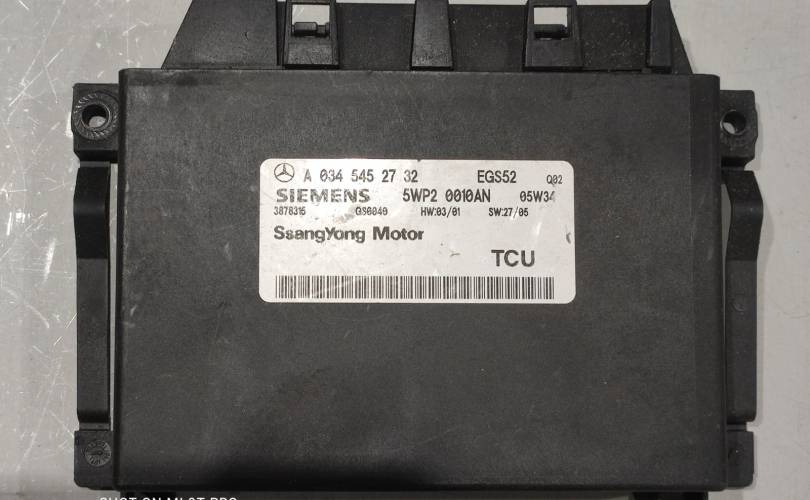 A 034 545 27 32 EGS52 Q02
SIEMENS 5WP2 0010AN 05W34
3878316 QS0040 HW:03/01 SW:27/05
SsangYong Motor
TCU